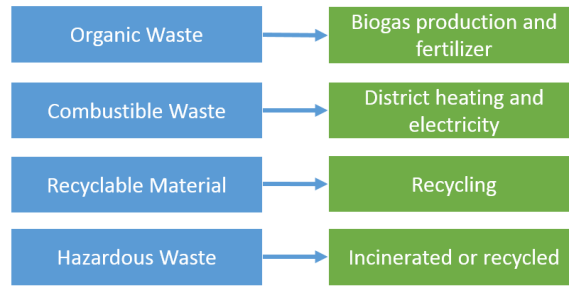 Organic Waste
Biogas production and
fertilizer
Combustible Waste
District heating and
electricity
Recyclable Material
Recycling
Hazardous Waste
Incinerated or recycled